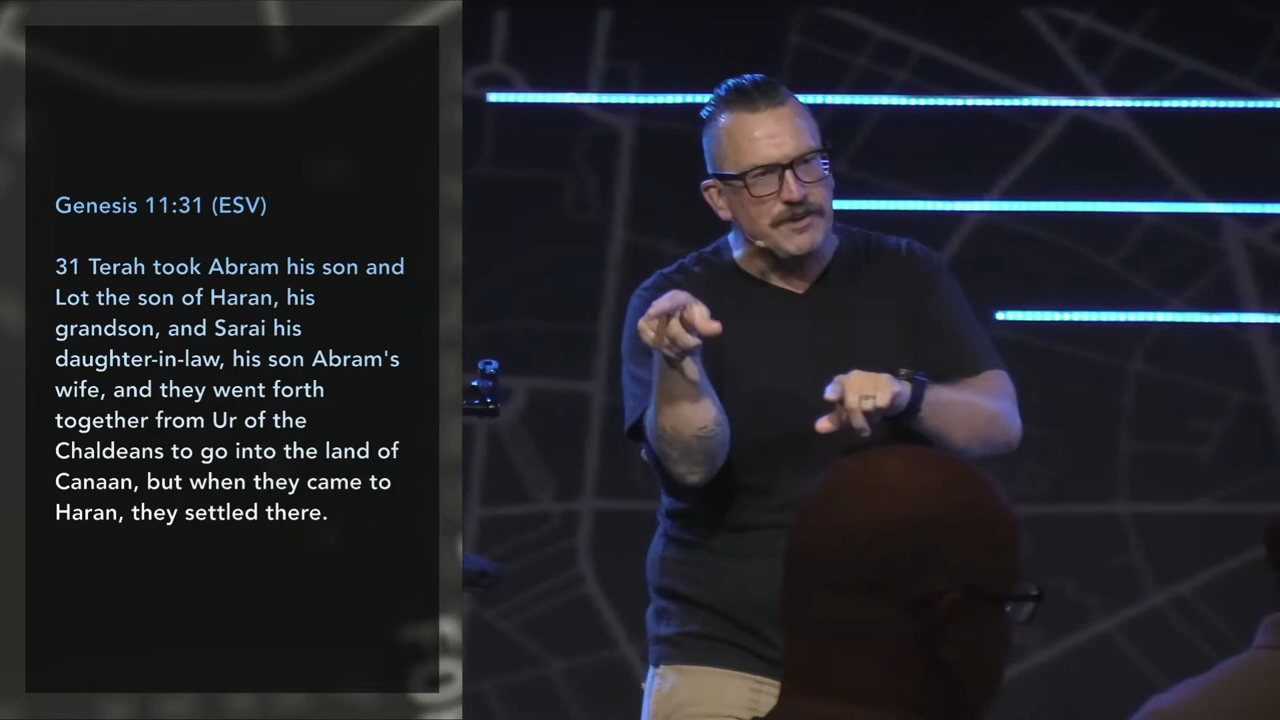 Genesis 11:31 (ESV)
31 Terah took Abram his son and
Lot the son of Haran, his
grandson, and Sarai his
daughter-in-law, his son Abram's
wife, and they went forth
together from Ur of the
Chaldeans to go into the land of
Canaan, but when they came to
Haran, they settled there.